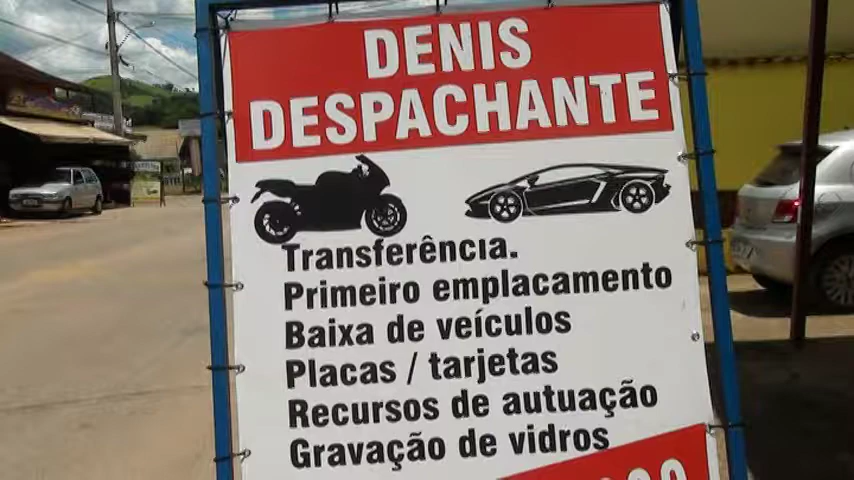 DENIS
DESPACHANTE
Transferência.
Primeiro emplacamento
Baixa de veículos
Placas / tarjetas
Recursos de autuação
Gravação de vidros